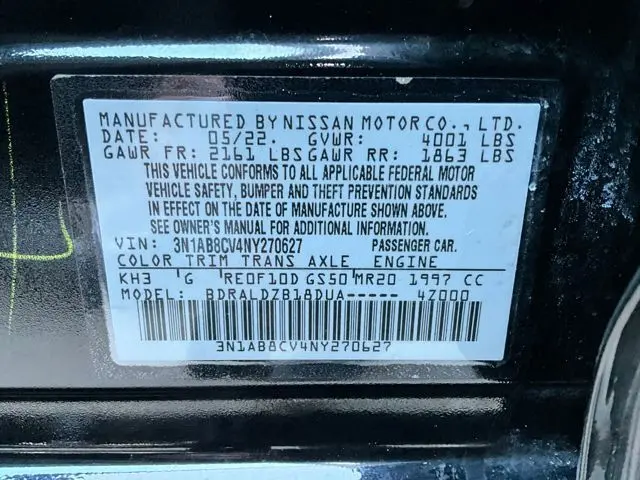 MANUFACTURED BY NISSAN MOTOR CO., LTD.
DATE: 05/22. GVWR: 4001 LBS
GAWR FR: 2161 LBS GAWR RR: 1863 LBS
THIS VEHICLE CONFORMS TO ALL APPLICABLE FEDERAL MOTOR
VEHICLE SAFETY, BUMPER AND THEFT PREVENTION STANDARDS
IN EFFECT ON THE DATE OF MANUFACTURE SHOWN ABOVE.
SEE OWNER'S MANUAL FOR ADDITIONAL INFORMATION.
VIN: 3N1AB8CV4NY270627 PASSENGER CAR.
COLOR TRIM TRANS AXLE ENGINE
KH3 G RE0F10D GS50 MR20 1997 CC
MODEL: BDRALDZB18DUA----- 4Z000
3N1AB8CV4NY270627